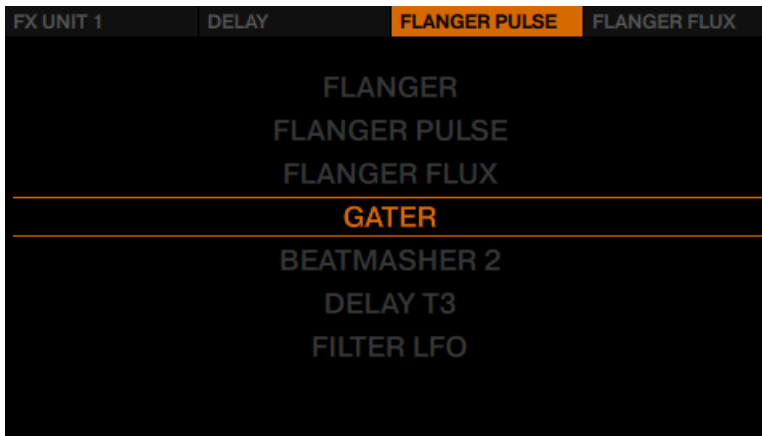 FX UNIT 1 DELAY FLANGER PULSE FLANGER FLUX
FLANGER
FLANGER PULSE
FLANGER FLUX
GATER
BEATMASHER 2
DELAY T3
FILTER LFO